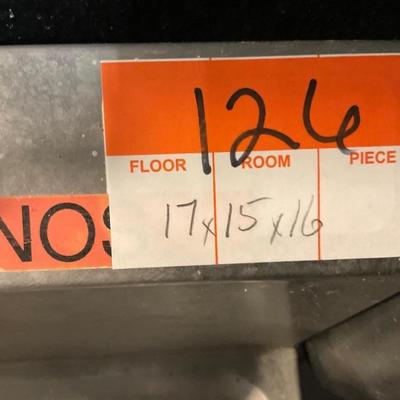 126
FLOOR ROOM PIECE
17x15x16
NOS